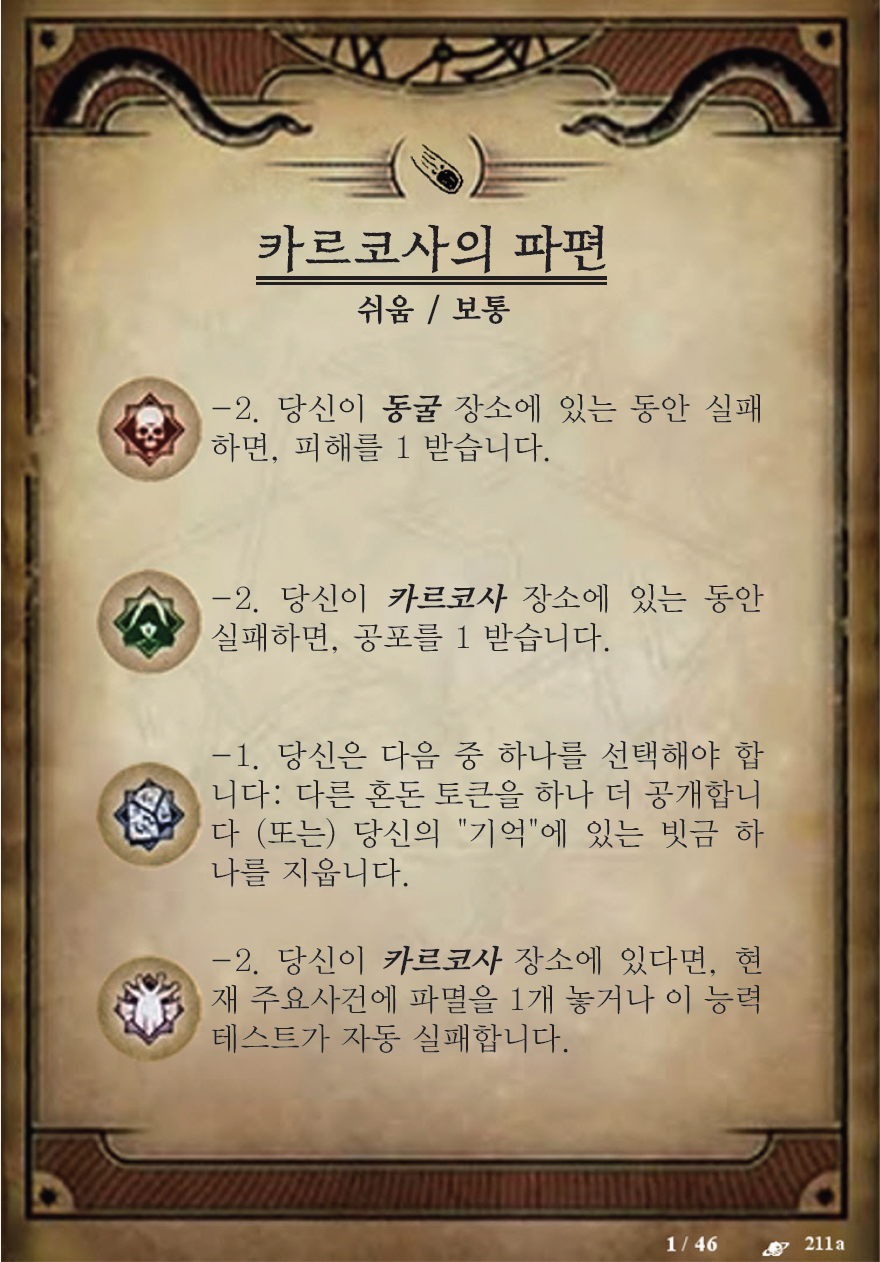 카르코사의 파편
쉬움 / 보통
-2. 당신이 동굴 장소에 있는 동안 실패
하면, 피해를 1 받습니다.
-2. 당신이 카르코사 장소에 있는 동안
실패하면, 공포를 1 받습니다.
-1. 당신은 다음 중 하나를 선택해야 합
니다: 다른 혼돈 토큰을 하나 더 공개합니
다 (또는) 당신의 "기억"에 있는 빗금 하
나를 지웁니다.
-2. 당신이 카르코사 장소에 있다면, 현
재 주요사건에 파멸을 1개 놓거나 이 능력
테스트가 자동 실패합니다.
1 / 46 211a